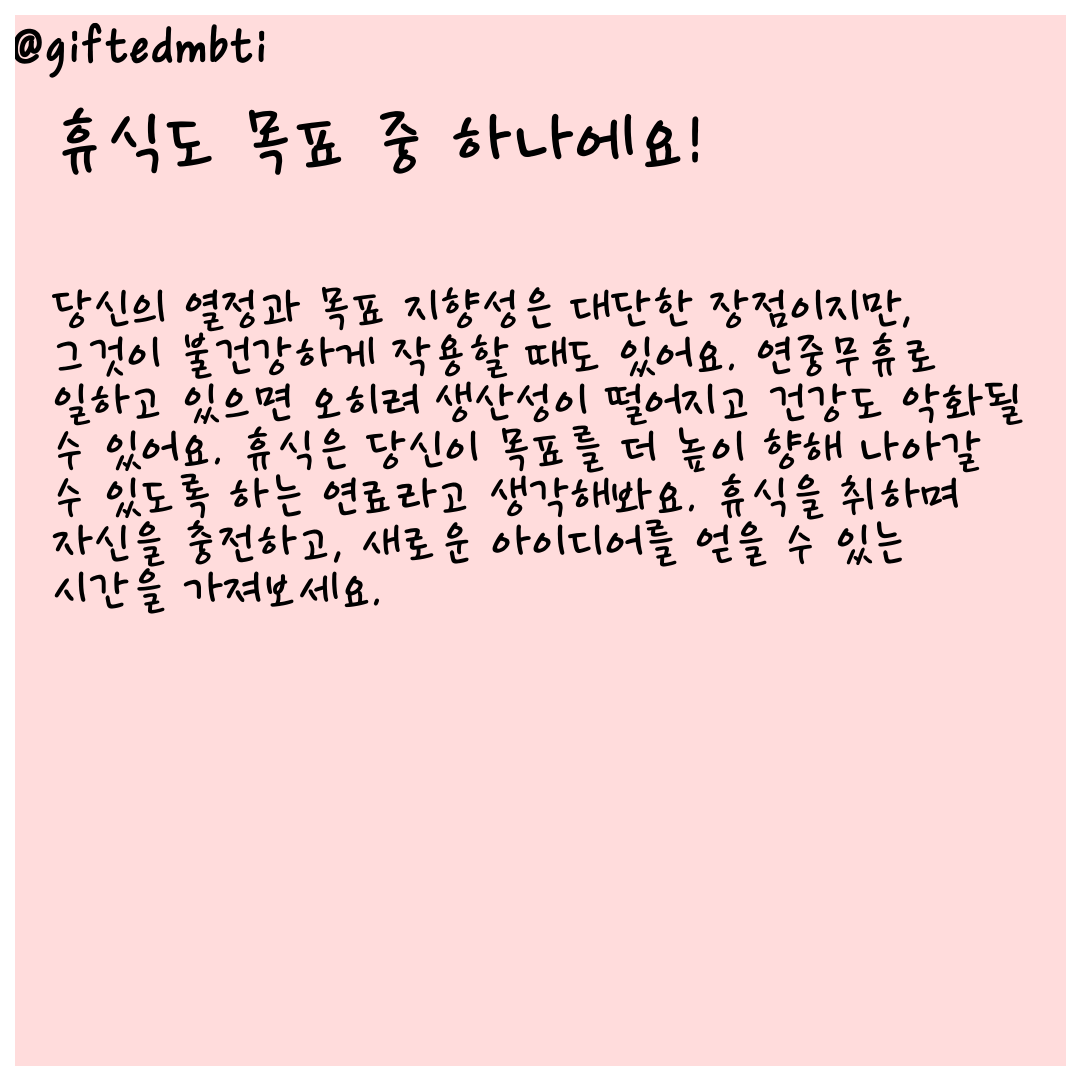 @giftedmbti
휴식도 목표 중 하나에요!
당신의 열정과 목표 지향성은 대단한 장점이지만,
그것이 불건강하게 작용할 때도 있어요. 연중무휴로
일하고 있으면 오히려 생산성이 떨어지고 건강도 악화될
수 있어요. 휴식은 당신이 목표를 더 높이 향해 나아갈
수 있도록 하는 연료라고 생각해봐요. 휴식을 취하며
자신을 충전하고, 새로운 아이디어를 얻을 수 있는
시간을 가져보세요.